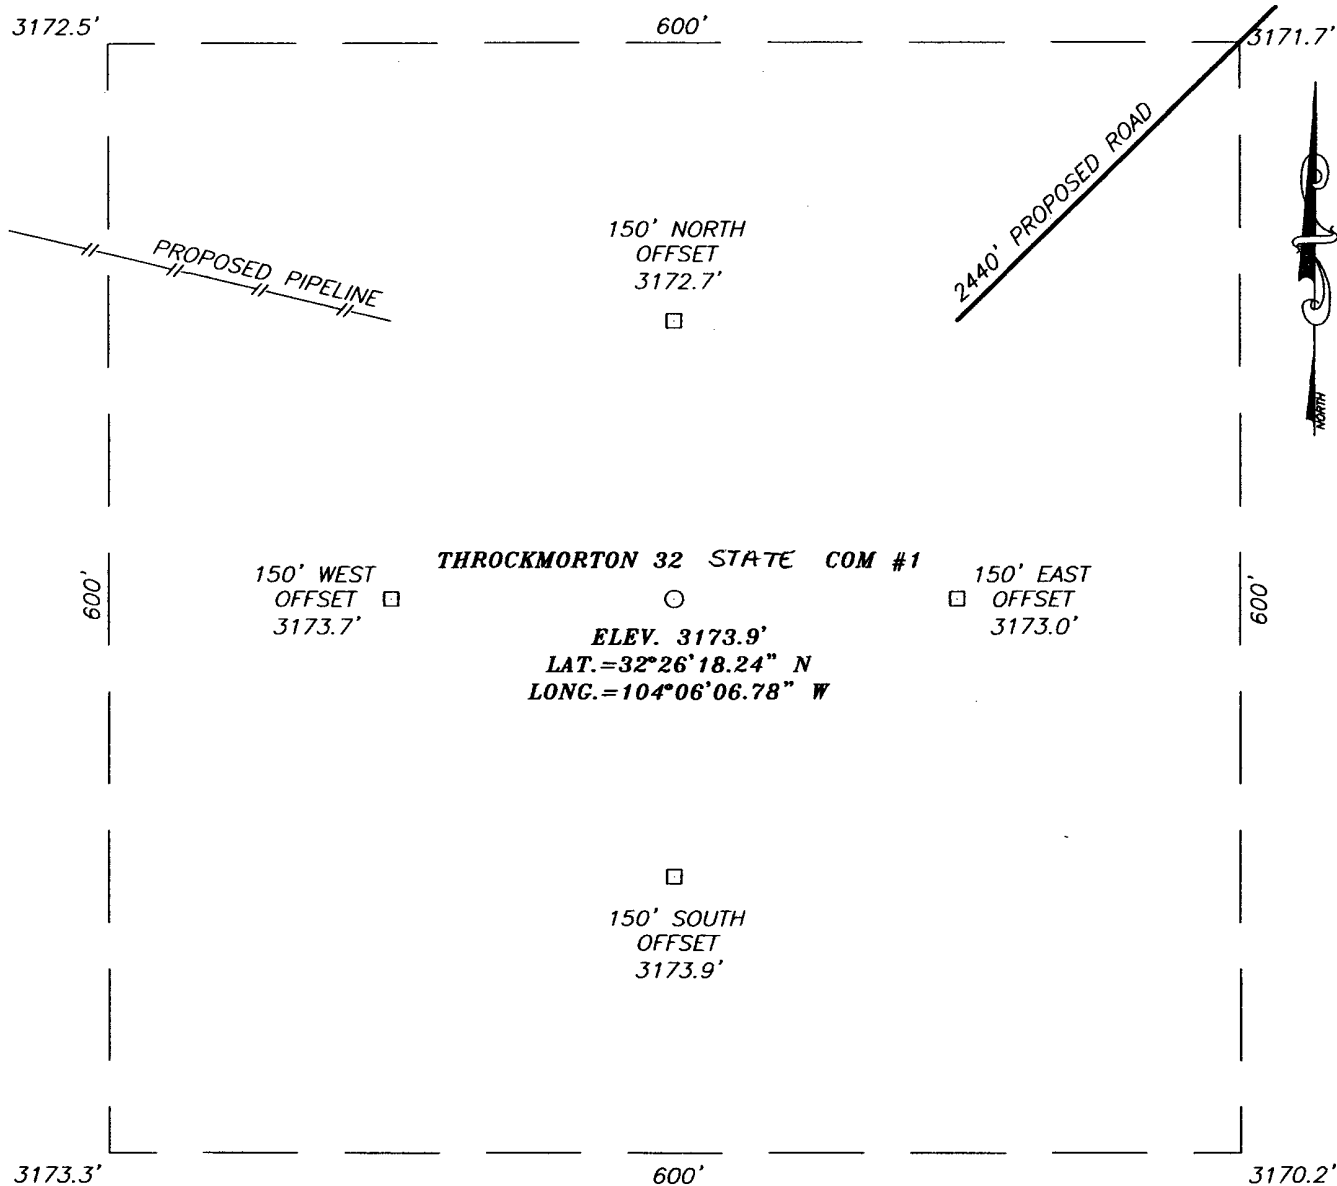 3172.5'
600'
3171.7'
2440' PROPOSED ROAD
150' NORTH
OFFSET
3172.7'
PROPOSED PIPELINE
NORTH
THROCKMORTON 32 STATE COM #1
150' WEST
OFFSET
3173.7'
150' EAST
OFFSET
3173.0'
600'
600'
ELEV. 3173.9'
LAT.=32°26'18.24" N
LONG.=104°06'06.78" W
150' SOUTH
OFFSET
3173.9'
3173.3'
600'
3170.2'